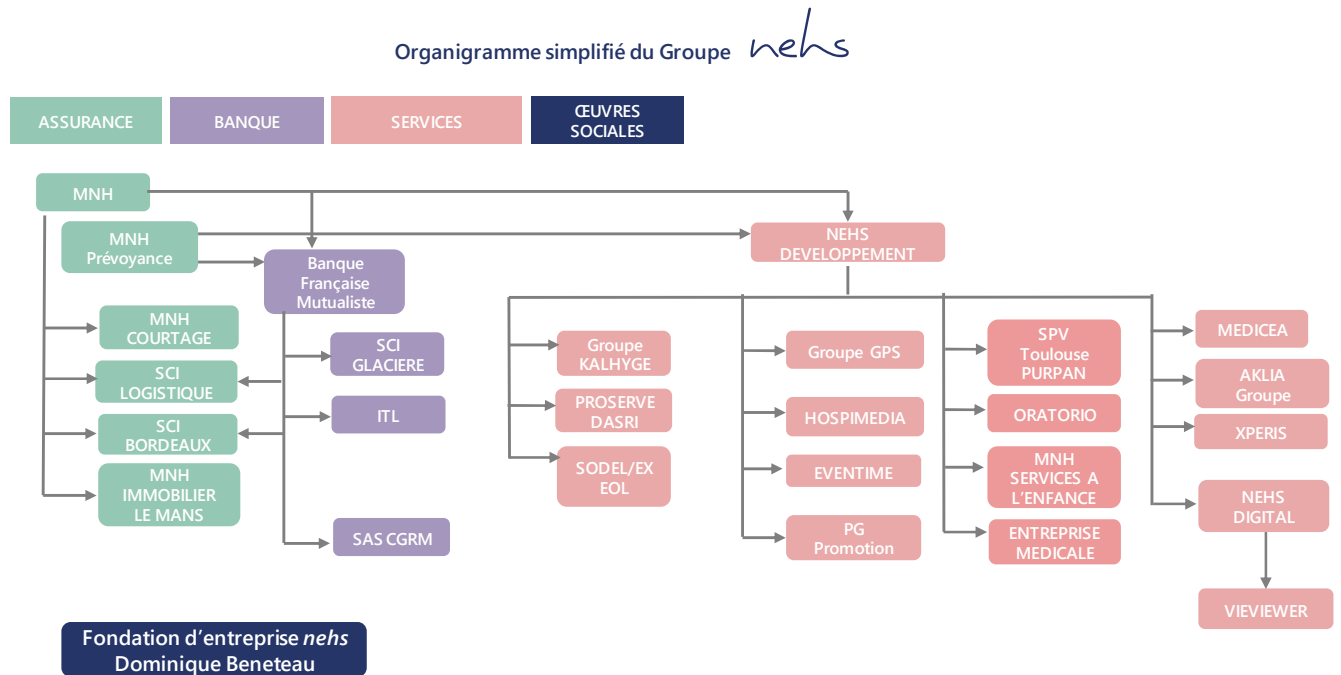 Organigramme simplifié du Groupe nehs
ASSURANCE
BANQUE
SERVICES
ŒUVRES
SOCIALES
MNH
MNH
Prévoyance
Banque
Française
Mutualiste
NEHS
DEVELOPPEMENT
MNH
COURTAGE
SCI
LOGISTIQUE
SCI
BORDEAUX
MNH
IMMOBILIER
LE MANS
SCI
GLACIERE
ITL
SAS CGRM
Groupe
KALHYGE
PROSERVE
DASRI
SODEL/EX
EOL
Groupe GPS
HOSPIMEDIA
EVENTIME
PG
Promotion
SPV
Toulouse
PURPAN
ORATORIO
MNH
SERVICES A
L’ENFANCE
ENTREPRISE
MEDICALE
MEDICEA
AKLIA
Groupe
XPERIS
NEHS
DIGITAL
VIEVIEWER
Fondation d’entreprise nehs
Dominique Beneteau